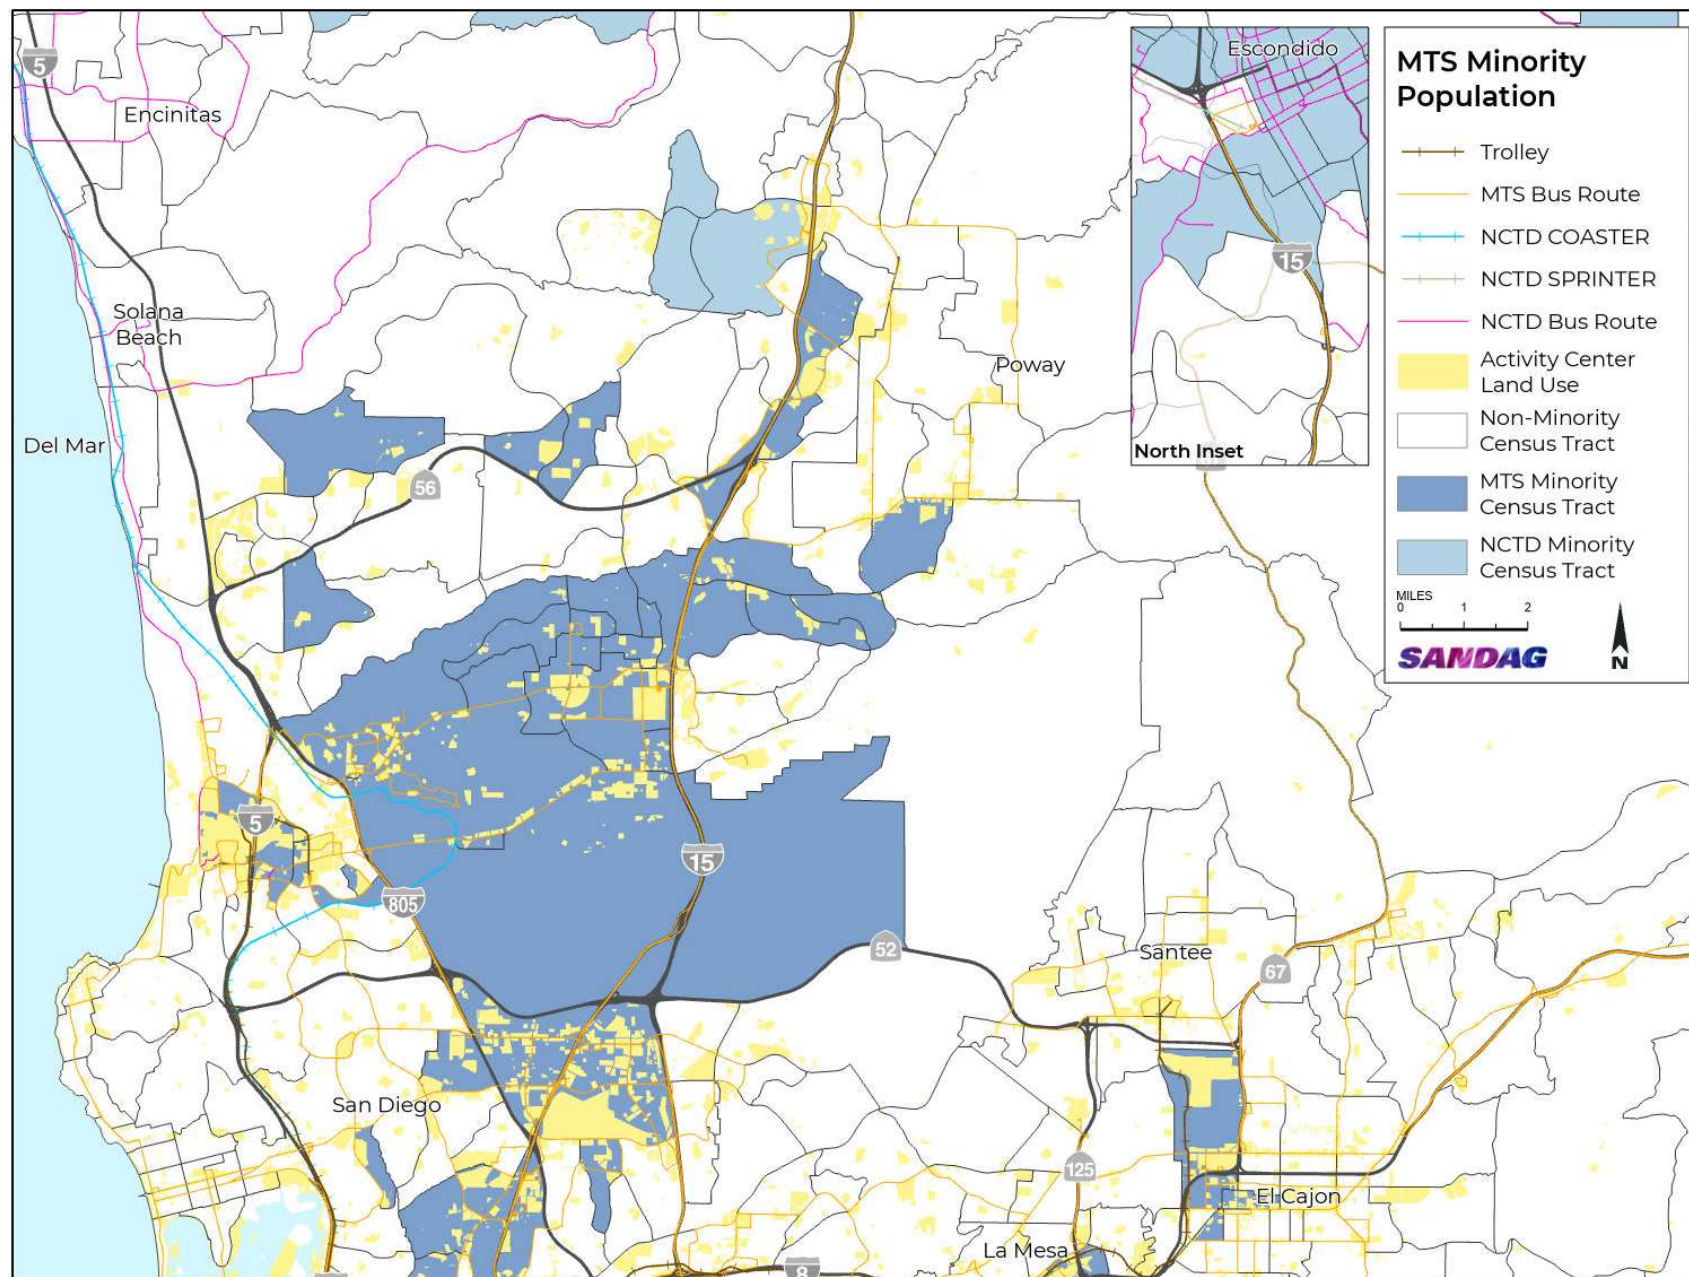 5
Encinitas
Solana
Beach
Del Mar
56
Poway
5
15
805
52
Santee
67
San Diego
125
El Cajon
La Mesa
8
Escondido
15
North Inset
MTS Minority
Population
Trolley
MTS Bus Route
NCTD COASTER
NCTD SPRINTER
NCTD Bus Route
Activity Center
Land Use
Non-Minority
Census Tract
MTS Minority
Census Tract
NCTD Minority
Census Tract
MILES
0 1 2
SANDAG
N